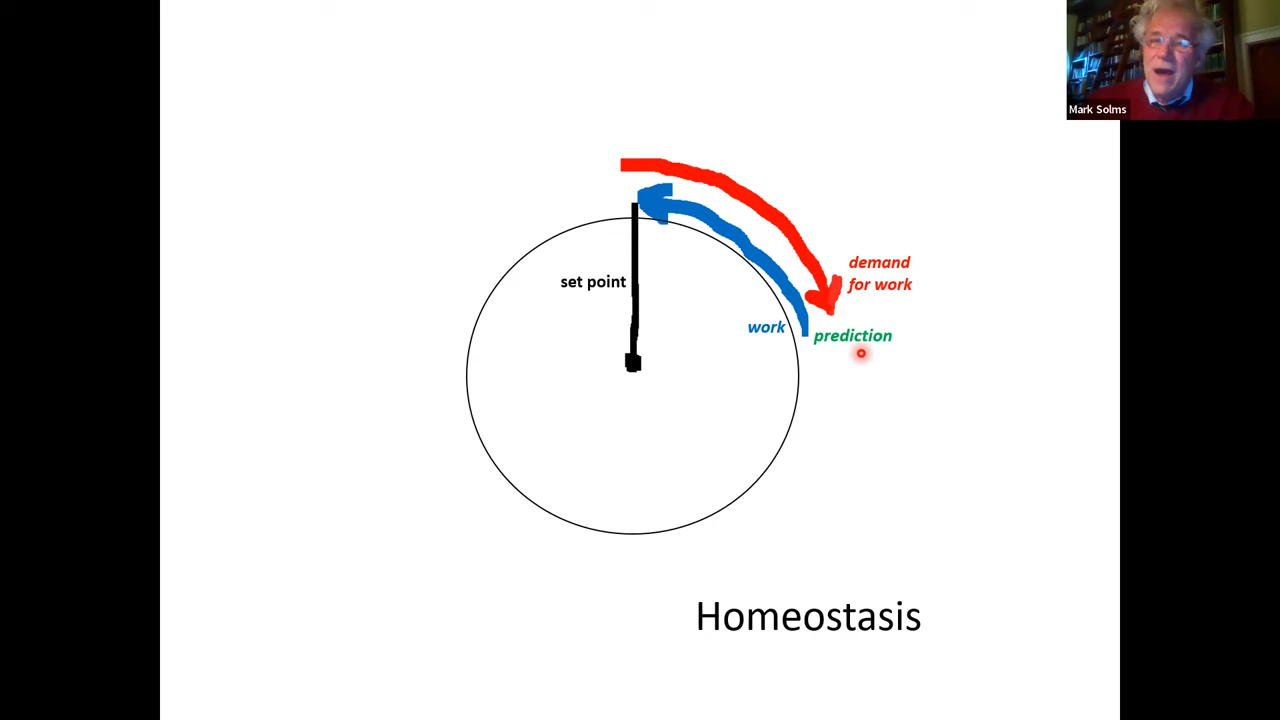 Mark Solms
demand
for work
set point
work
prediction
Homeostasis